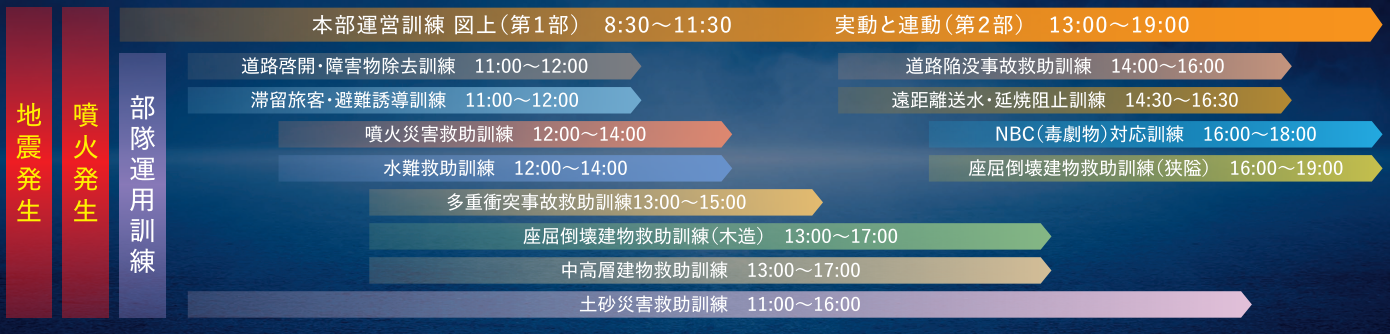 地震発生
噴火発生
本部運営訓練 図上（第1部） 8:30〜11:30 実動と連動（第2部） 13:00〜19:00
部隊運用訓練
道路啓開・障害物除去訓練 11:00〜12:00
滞留旅客・避難誘導訓練 11:00〜12:00
噴火災害救助訓練 12:00〜14:00
水難救助訓練 12:00〜14:00
多重衝突事故救助訓練13:00〜15:00
座屈倒壊建物救助訓練（木造） 13:00〜17:00
中高層建物救助訓練 13:00〜17:00
土砂災害救助訓練 11:00〜16:00
道路陥没事故救助訓練 14:00〜16:00
遠距離送水・延焼阻止訓練 14:30〜16:30
NBC（毒劇物）対応訓練 16:00〜18:00
座屈倒壊建物救助訓練（狭隘） 16:00〜19:00